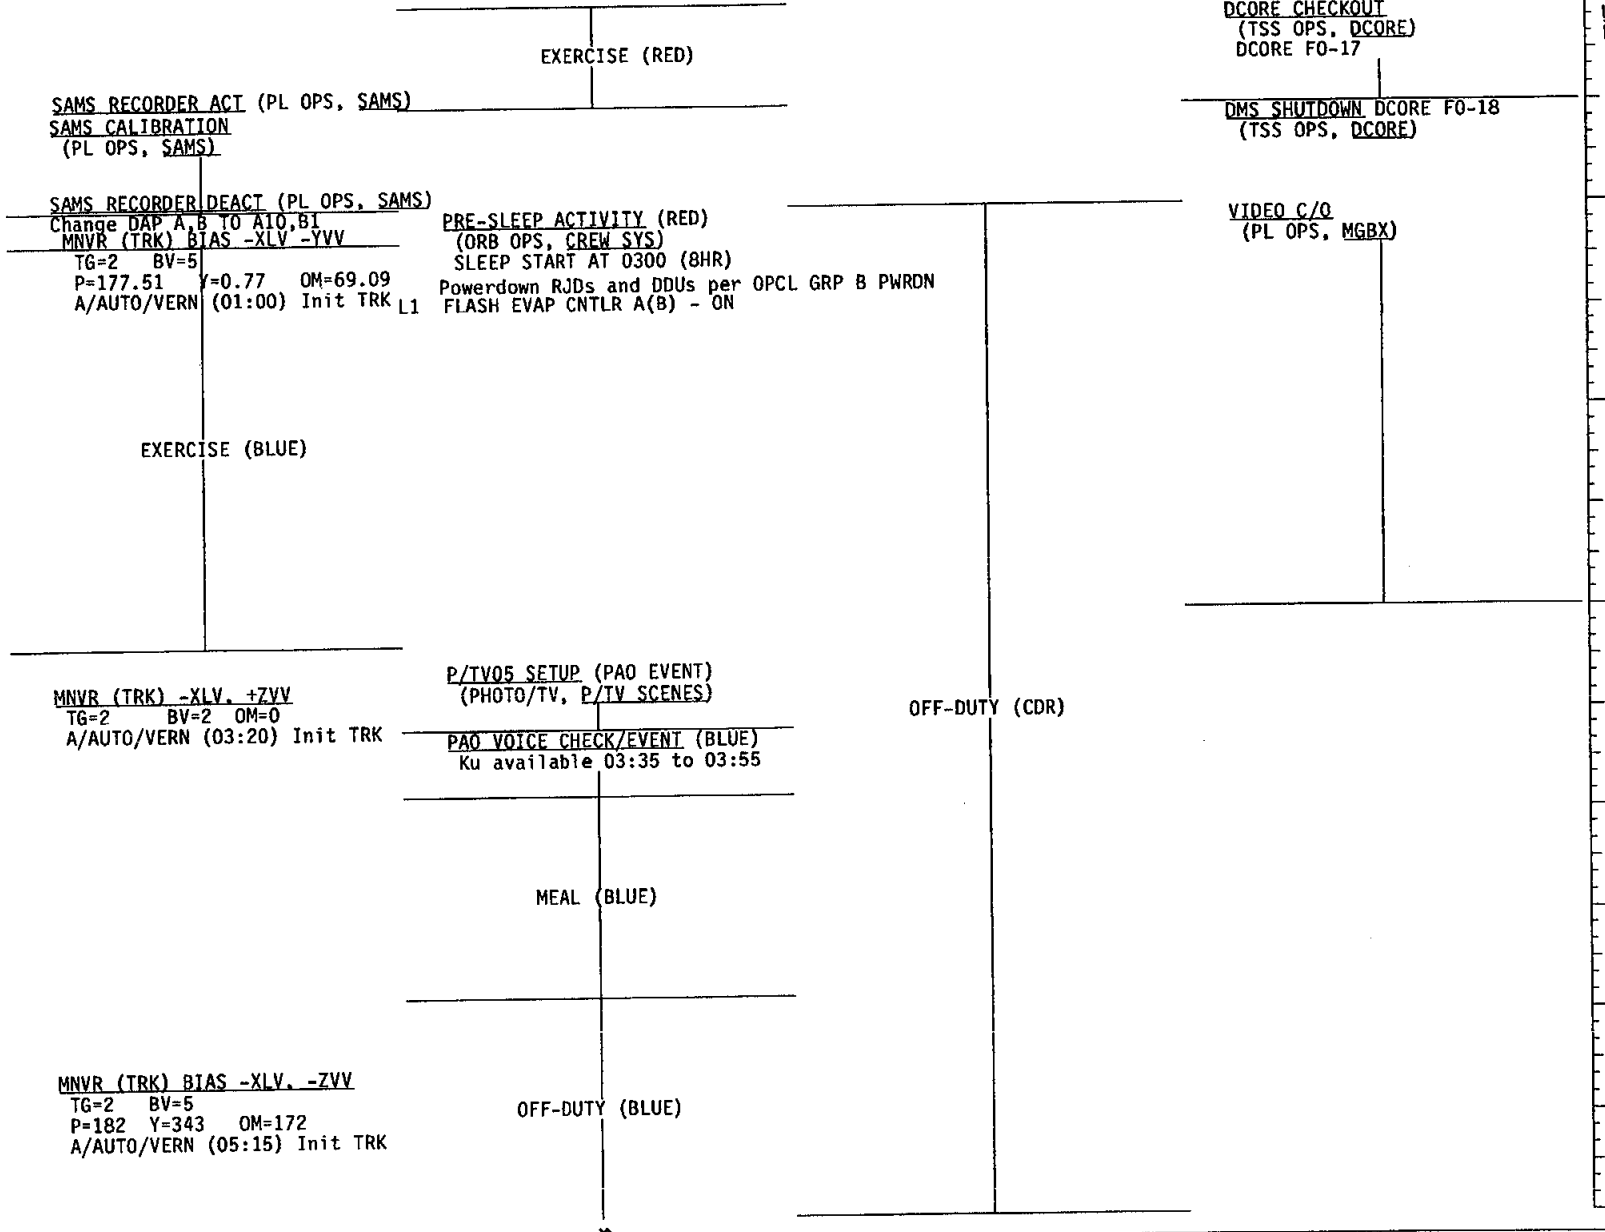 EXERCISE (RED)
SAMS RECORDER ACT (PL OPS, SAMS)
SAMS CALIBRATION
(PL OPS, SAMS)
SAMS RECORDER DEACT (PL OPS, SAMS)
Change DAP A,B TO A10,B1
MNVR (TRK) BIAS -XLV -YVV
TG=2 BV=5
P=177.51 Y=0.77 OM=69.09
A/AUTO/VERN (01:00) Init TRK
EXERCISE (BLUE)
MNVR (TRK) -XLV, +ZVV
TG=2 BV=2 OM=0
A/AUTO/VERN (03:20) Init TRK
MNVR (TRK) BIAS -XLV, -ZVV
TG=2 BV=5
P=182 Y=343 OM=172
A/AUTO/VERN (05:15) Init TRK
PRE-SLEEP ACTIVITY (RED)
(ORB OPS, CREW SYS)
SLEEP START AT 0300 (8HR)
Powerdown RJDs and DDUs per OPCL GRP B PWRDN
L1 FLASH EVAP CNTLR A(B) - ON
P/TV05 SETUP (PAO EVENT)
(PHOTO/TV, P/TV SCENES)
PAO VOICE CHECK/EVENT (BLUE)
Ku available 03:35 to 03:55
MEAL (BLUE)
OFF-DUTY (BLUE)
OFF-DUTY (CDR)
DCORE CHECKOUT
(TSS OPS, DCORE)
DCORE FO-17
DMS SHUTDOWN DCORE FO-18
(TSS OPS, DCORE)
VIDEO C/O
(PL OPS, MGBX)